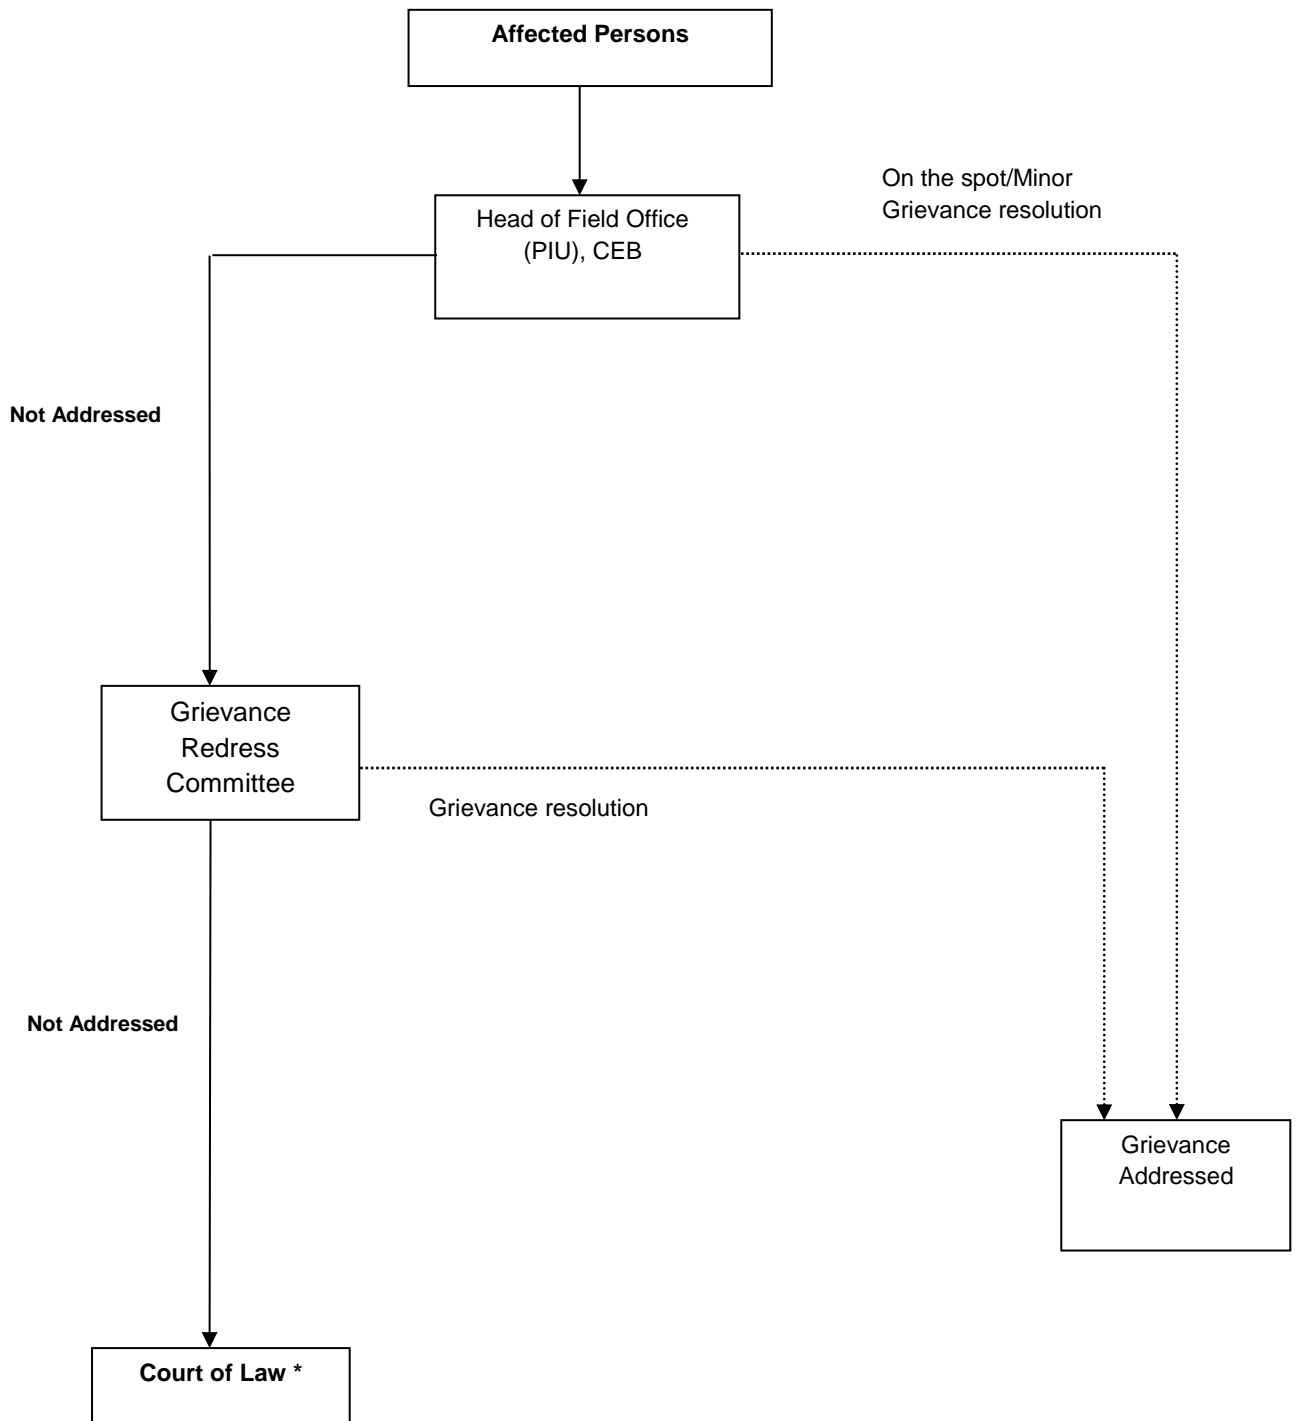 Affected Persons
On the spot/Minor
Grievance resolution
Head of Field Office
(PIU), CEB
Not Addressed
Grievance
Redress
Committee
Grievance resolution
Not Addressed
Grievance
Addressed
Court of Law *